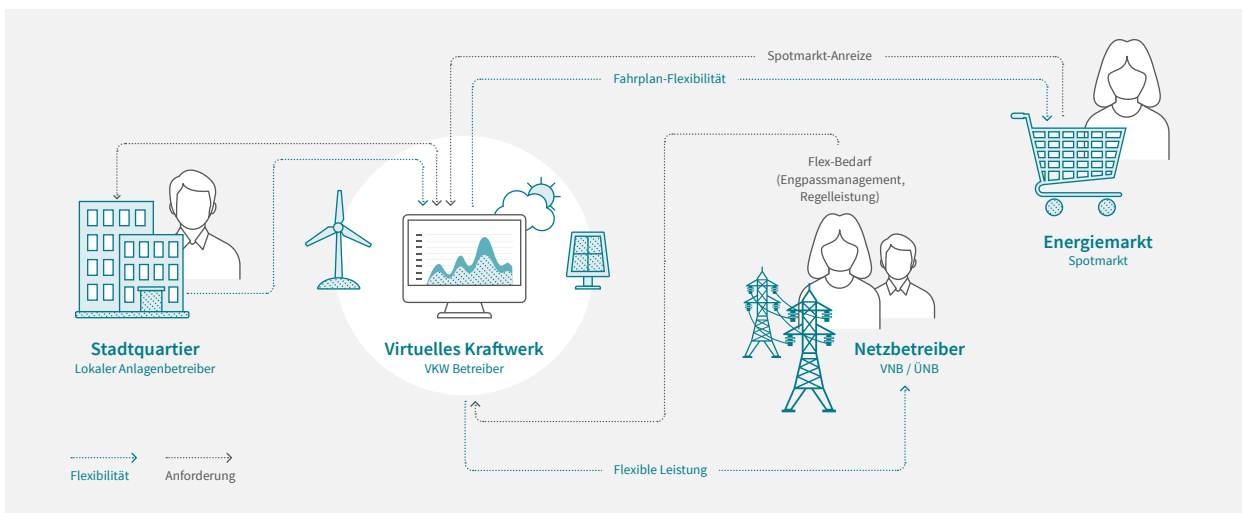 Spotmarkt-Anreize
Fahrplan-Flexibilität
Flex-Bedarf
(Engpassmanagement,
Regelleistung)
Energiemarkt
Spotmarkt
Stadtquartier
Lokaler Anlagenbetreiber
Virtuelles Kraftwerk
VKW Betreiber
Netzbetreiber
VNB / ÜNB
Flexible Leistung
Flexibilität
Anforderung